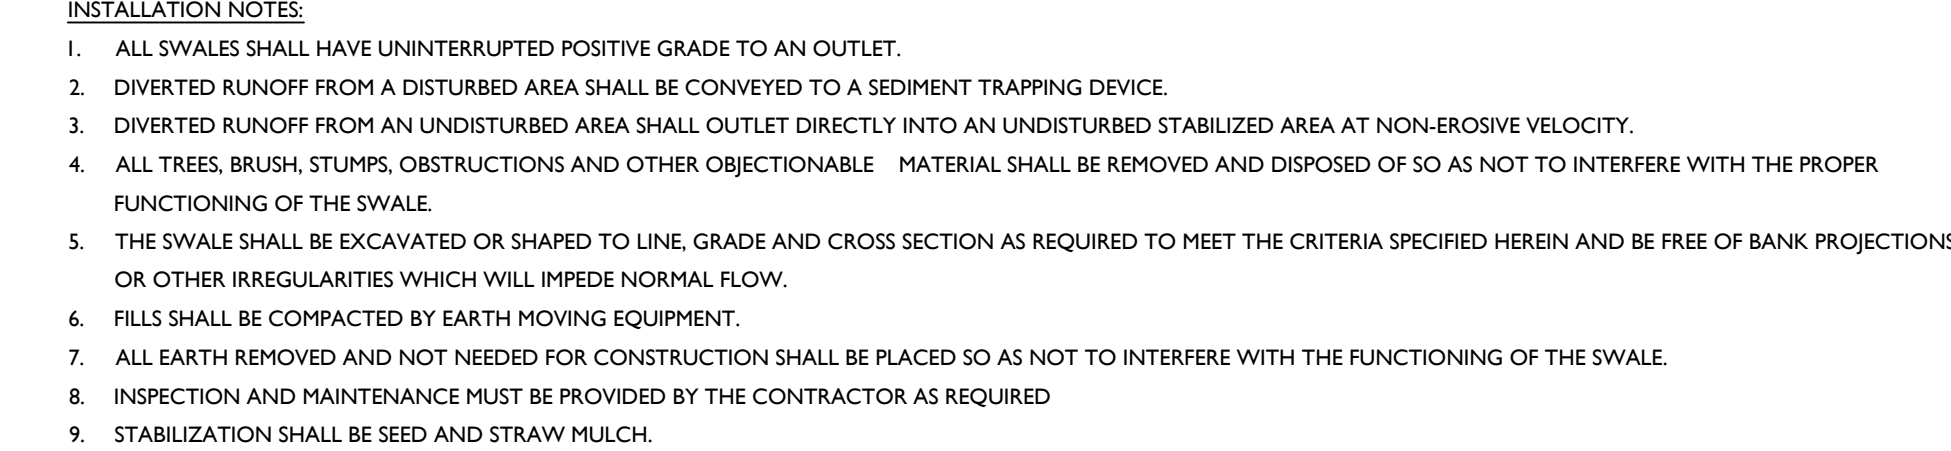 INSTALLATION NOTES:
1. ALL SWALES SHALL HAVE UNINTERRUPTED POSITIVE GRADE TO AN OUTLET.
2. DIVERTED RUNOFF FROM A DISTURBED AREA SHALL BE CONVEYED TO A SEDIMENT TRAPPING DEVICE.
3. DIVERTED RUNOFF FROM AN UNDISTURBED AREA SHALL OUTLET DIRECTLY INTO AN UNDISTURBED STABILIZED AREA AT NON-EROSIVE VELOCITY.
4. ALL TREES, BRUSH, STUMPS, OBSTRUCTIONS AND OTHER OBJECTIONABLE MATERIAL SHALL BE REMOVED AND DISPOSED OF SO AS NOT TO INTERFERE WITH THE PROPER
FUNCTIONING OF THE SWALE.
5. THE SWALE SHALL BE EXCAVATED OR SHAPED TO LINE, GRADE AND CROSS SECTION AS REQUIRED TO MEET THE CRITERIA SPECIFIED HEREIN AND BE FREE OF BANK PROJECTIONS
OR OTHER IRREGULARITIES WHICH WILL IMPEDE NORMAL FLOW.
6. FILLS SHALL BE COMPACTED BY EARTH MOVING EQUIPMENT.
7. ALL EARTH REMOVED AND NOT NEEDED FOR CONSTRUCTION SHALL BE PLACED SO AS NOT TO INTERFERE WITH THE FUNCTIONING OF THE SWALE.
8. INSPECTION AND MAINTENANCE MUST BE PROVIDED BY THE CONTRACTOR AS REQUIRED
9. STABILIZATION SHALL BE SEED AND STRAW MULCH.